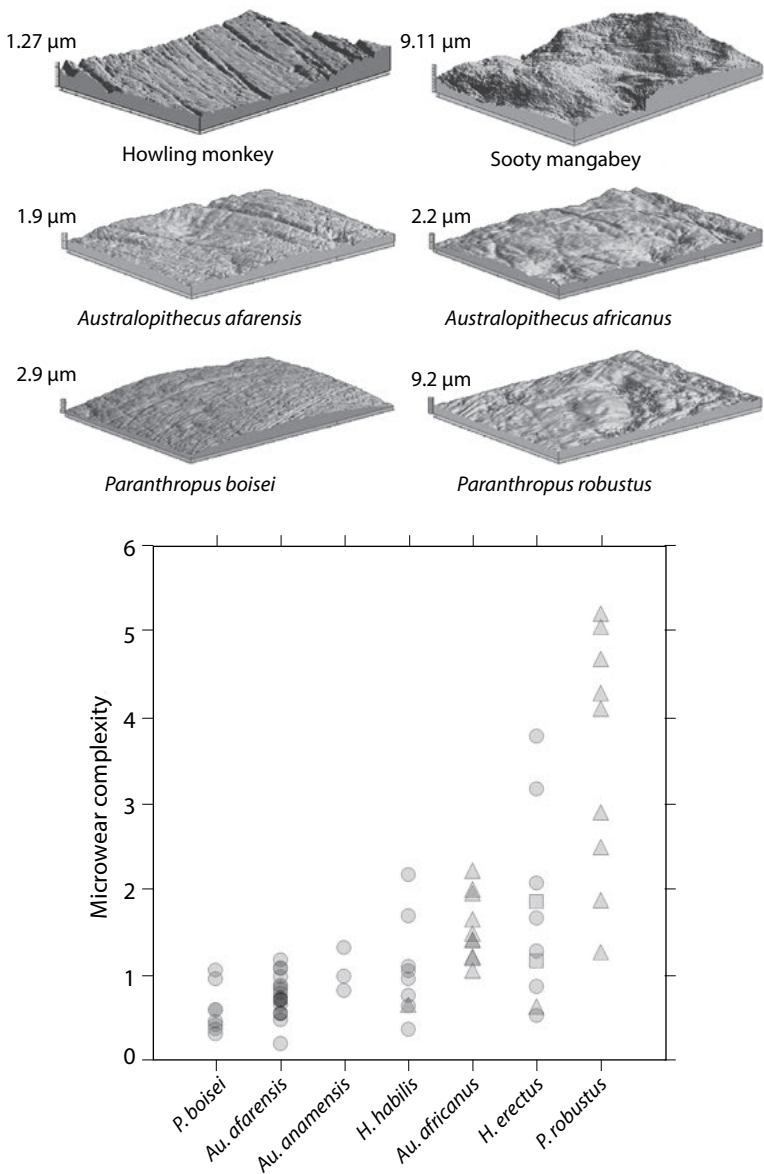 1.27 µm
9.11 µm
Howling monkey
Sooty mangabey
1.9 µm
2.2 µm
Australopithecus afarensis
Australopithecus africanus
2.9 µm
9.2 µm
Paranthropus boisei
Paranthropus robustus
6
5
4
3
2
1
0
Microwear complexity
P. boisei
Au. afarensis
Au. anamensis
H. habilis
Au. africanus
H. erectus
P. robustus